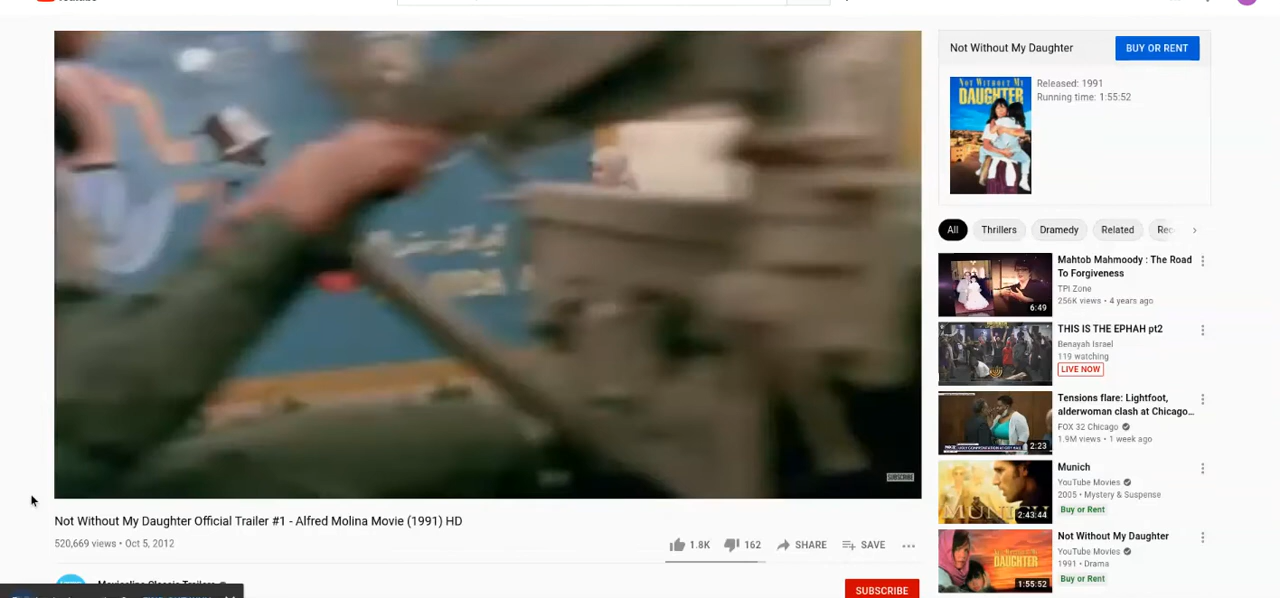 Not Without My Daughter
BUY OR RENT
NOT WITHOUT MY
DAUGHTER
Released: 1991
Running time: 1:55:52
All
Thrillers
Dramedy
Related
Mahtob Mahmoody : The Road
To Forgiveness
TPI Zone
256K views • 4 years ago
6:49
THIS IS THE EPHAH pt2
Benayah Israel
119 watching
LIVE NOW
Tensions flare: Lightfoot,
alderwoman clash at Chicago...
FOX 32 Chicago
1.9M views • 1 week ago
2:23
Munich
YouTube Movies
2005 • Mystery & Suspense
Buy or Rent
MUNICH
2:43:44
Not Without My Daughter
YouTube Movies
1991 • Drama
Buy or Rent
1:55:52
SUBSCRIBE
Not Without My Daughter Official Trailer #1 - Alfred Molina Movie (1991) HD
520,669 views • Oct 5, 2012
1.8K
162
SHARE
SAVE
SUBSCRIBE